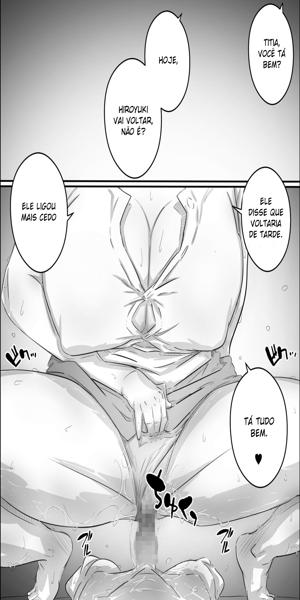 TITIA,
VOCÊ TÁ
BEM?
HOJE,
HIROYUKI
VAI VOLTAR,
NÃO É?
ELE
DISSE QUE
VOLTARIA
DE TARDE.
ELE LIGOU
MAIS CEDO
TÁ TUDO
BEM.
♥